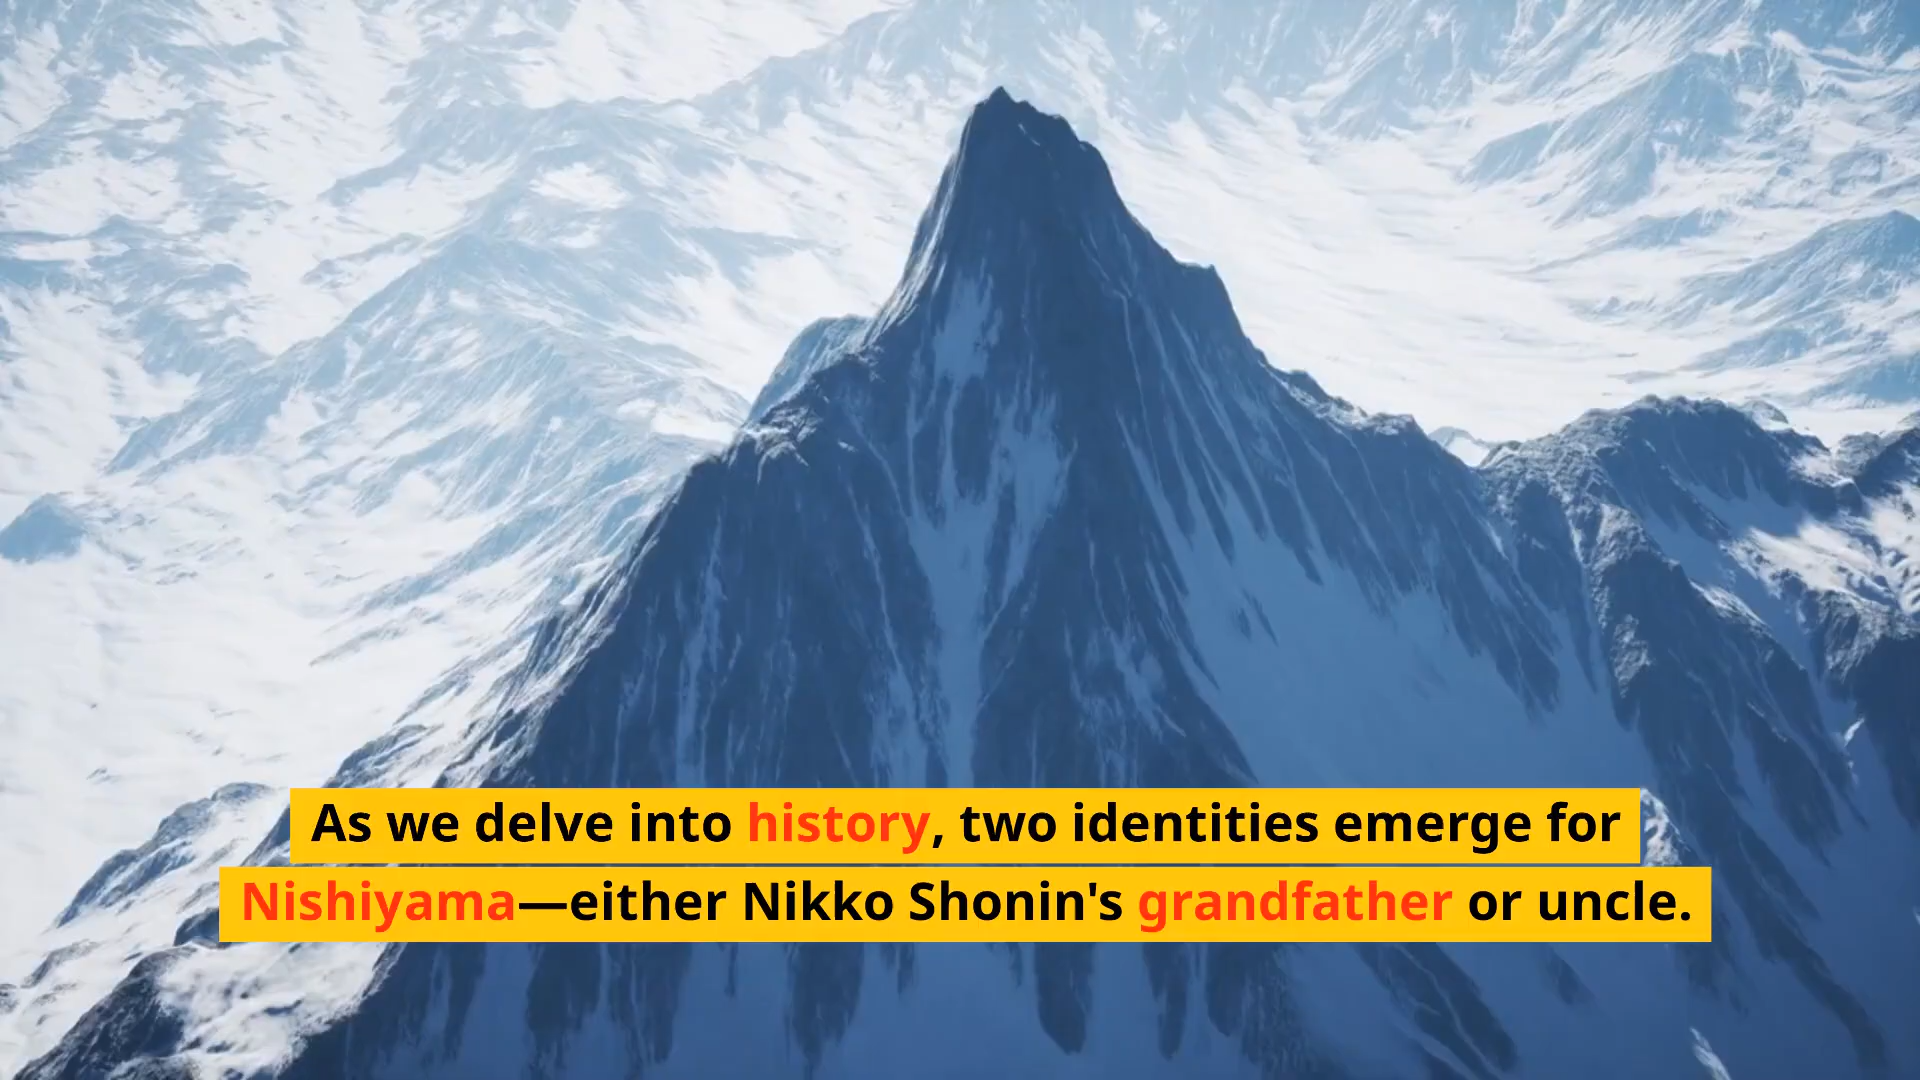 As we delve into history, two identities emerge for
Nishiyama—either Nikko Shonin's grandfather or uncle.